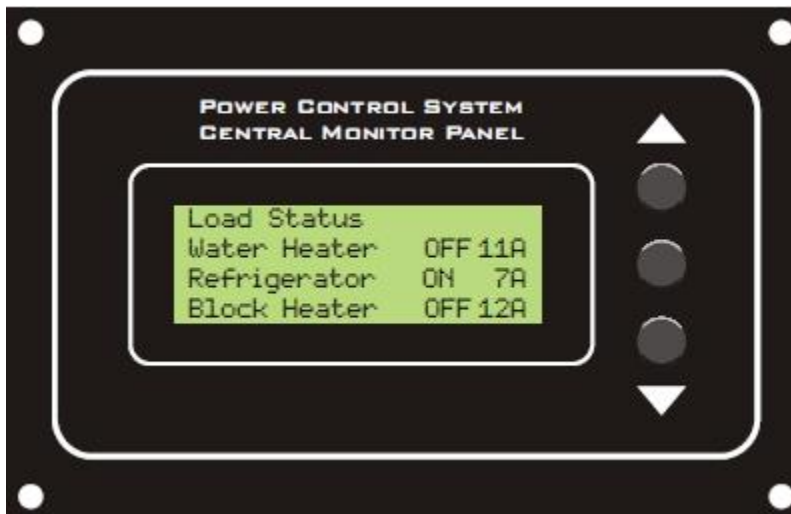 POWER CONTROL SYSTEM
CENTRAL MONITOR PANEL
Load Status
Water Heater OFF 11A
Refrigerator ON 7A
Block Heater OFF 12A